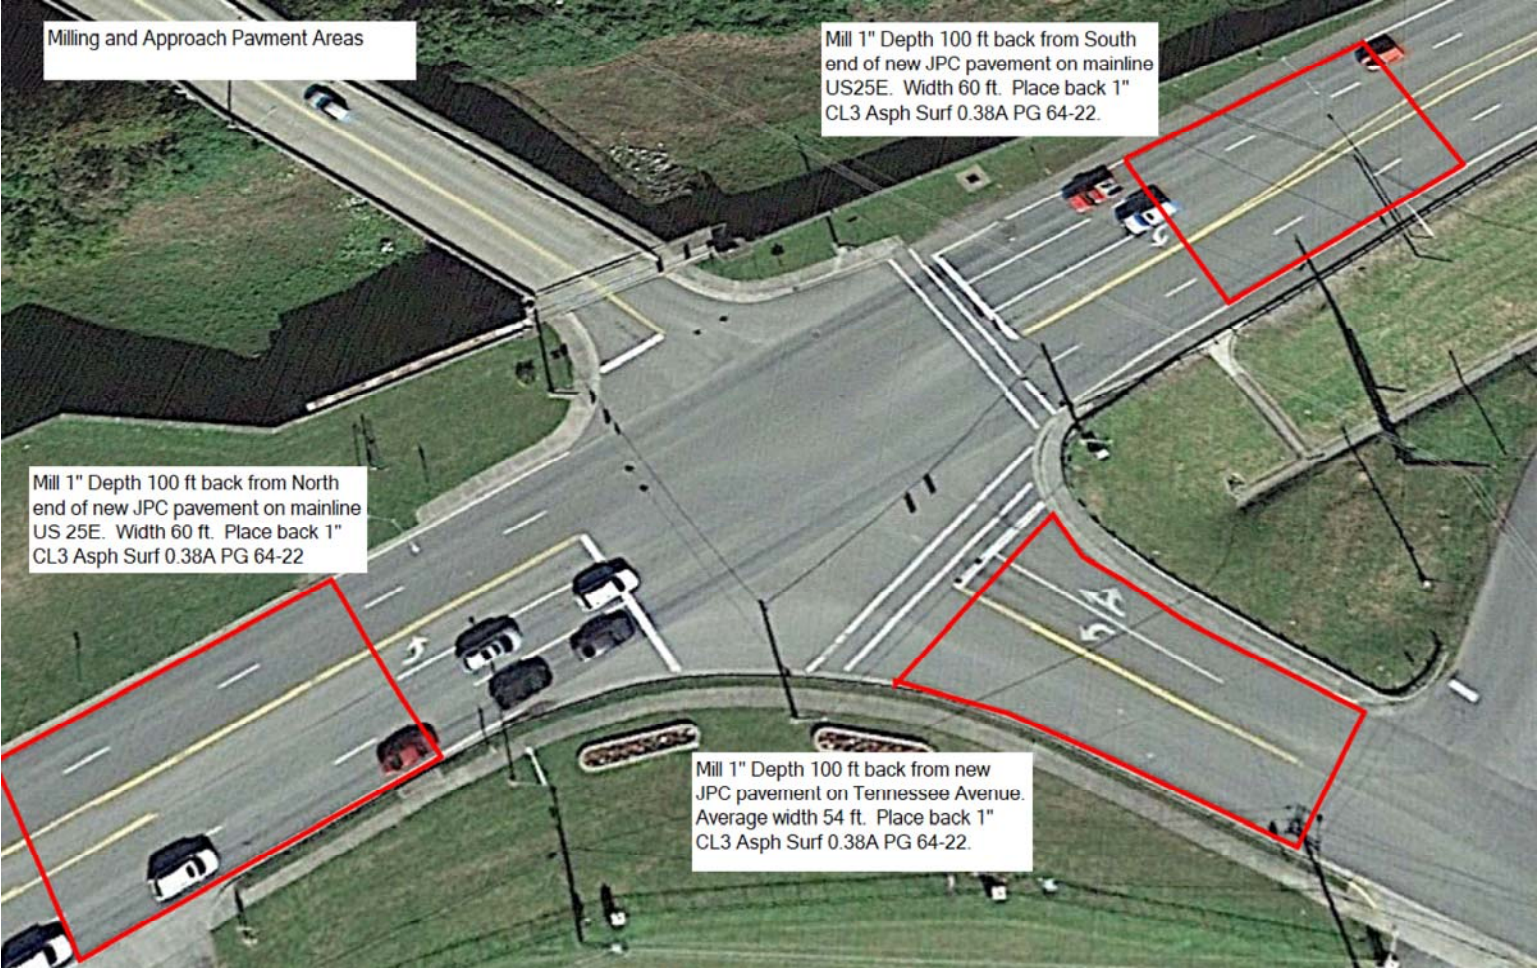 Milling and Approach Pavment Areas
Mill 1" Depth 100 ft back from South
end of new JPC pavement on mainline
US25E. Width 60 ft. Place back 1"
CL3 Asph Surf 0.38A PG 64-22.
Mill 1" Depth 100 ft back from North
end of new JPC pavement on mainline
US 25E. Width 60 ft. Place back 1"
CL3 Asph Surf 0.38A PG 64-22
Mill 1" Depth 100 ft back from new
JPC pavement on Tennessee Avenue.
Average width 54 ft. Place back 1"
CL3 Asph Surf 0.38A PG 64-22.